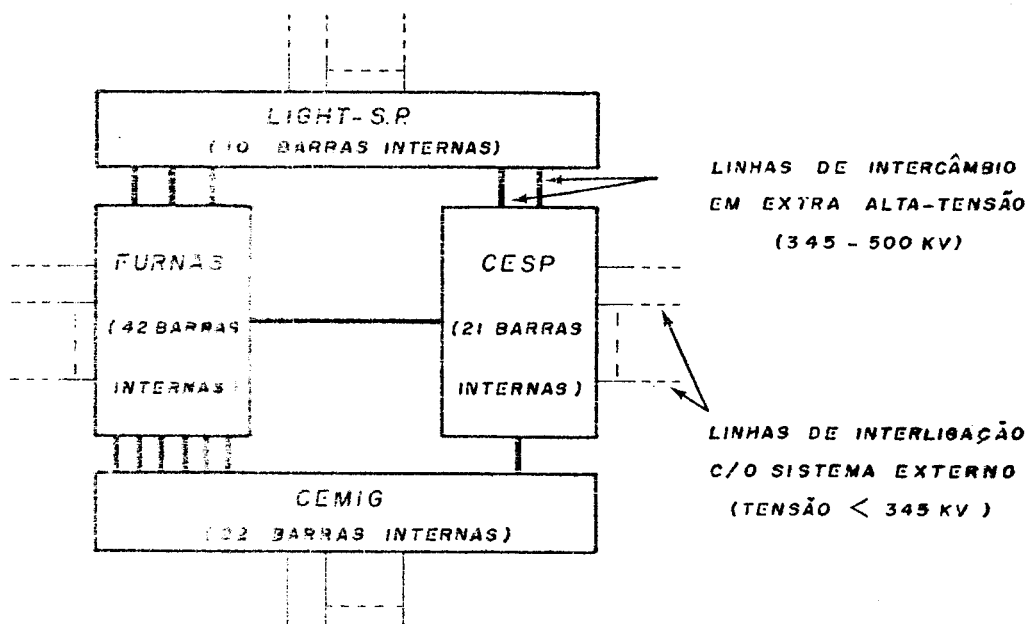 LIGHT-S.P.
(10 BARRAS INTERNAS)
LINHAS DE INTERCÂMBIO
EM EXTRA ALTA-TENSÃO
(345 - 500 KV)
FURNAS
(42 BARRAS
INTERNAS)
CESP
(21 BARRAS
INTERNAS)
LINHAS DE INTERLIGAÇÃO
C/O SISTEMA EXTERNO
(TENSÃO < 345 KV)
CEMIG
BARRAS INTERNAS)